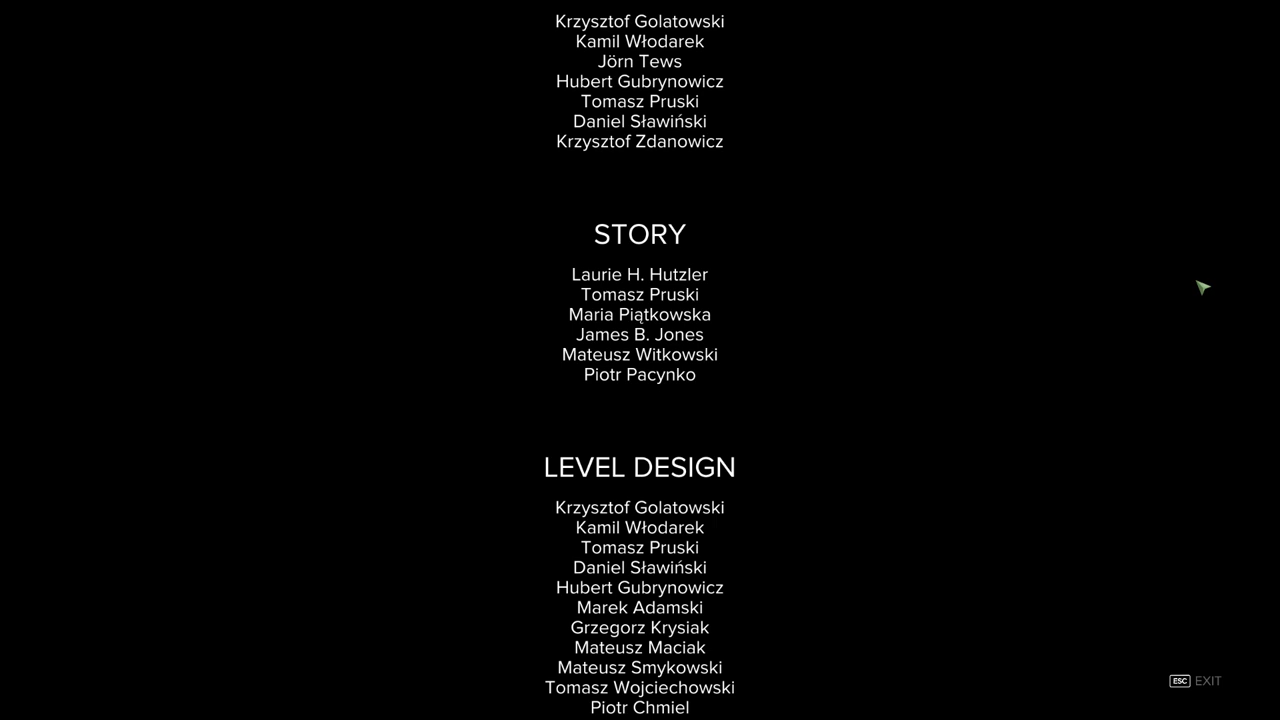 Krzysztof Golatowski
Kamil Włodarek
Jörn Tews
Hubert Gubrynowicz
Tomasz Pruski
Daniel Sławiński
Krzysztof Zdanowicz
STORY
Laurie H. Hutzler
Tomasz Pruski
Maria Piątkowska
James B. Jones
Mateusz Witkowski
Piotr Pacynko
LEVEL DESIGN
Krzysztof Golatowski
Kamil Włodarek
Tomasz Pruski
Daniel Sławiński
Hubert Gubrynowicz
Marek Adamski
Grzegorz Krysiak
Mateusz Maciak
Mateusz Smykowski
Tomasz Wojciechowski
Piotr Chmiel
ESC EXIT